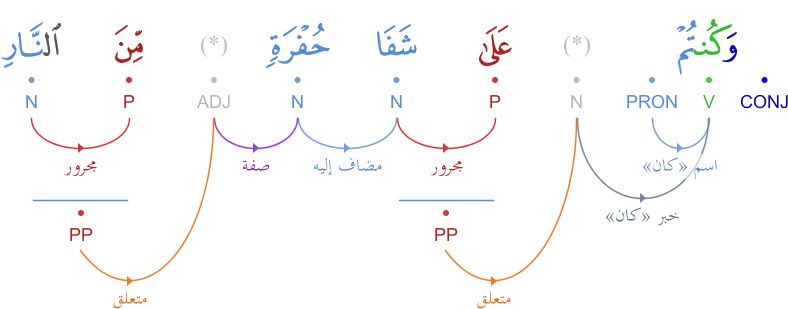 وَكُنتُمْ (*) عَلَىٰ شَفَا حُفْرَةٍ (*) مِّنَ ٱلنَّارِ
CONJ V PRON N P N N ADJ P N
اسم «كان» مجرور مضاف إليه صفة مجرور
خبر «كان»
PP PP
متعلق متعلق